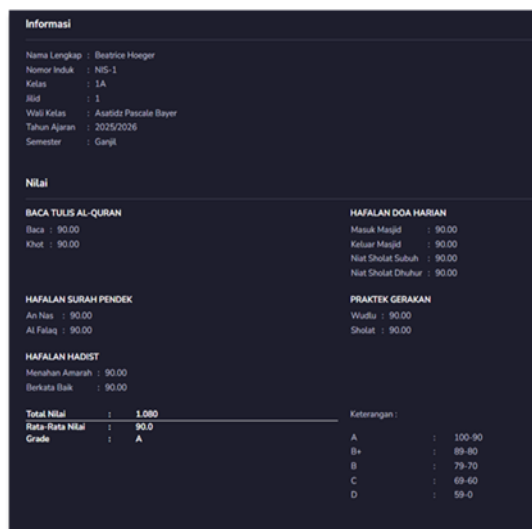 Informasi
Nama Lengkap : Beatrice Hoeger
Nomor Induk : NIS-1
Kelas : 1A
Jilid : 1
Wali Kelas : Asatidz Pascale Bayer
Tahun Ajaran : 2025/2026
Semester : Ganjil
Nilai
BACA TULIS AL-QURAN
Baca : 90.00
Khot : 90.00
HAFALAN DOA HARIAN
Masuk Masjid : 90.00
Keluar Masjid : 90.00
Niat Sholat Subuh : 90.00
Niat Sholat Dhuhur : 90.00
HAFALAN SURAH PENDEK
An Nas : 90.00
Al Falaq : 90.00
PRAKTEK GERAKAN
Wudlu : 90.00
Sholat : 90.00
HAFALAN HADIST
Menahan Amarah : 90.00
Berkata Baik : 90.00
Total Nilai : 1.080
Rata-Rata Nilai : 90.0
Grade : A
Keterangan :
A : 100-90
B+ : 89-80
B : 79-70
C : 69-60
D : 59-0